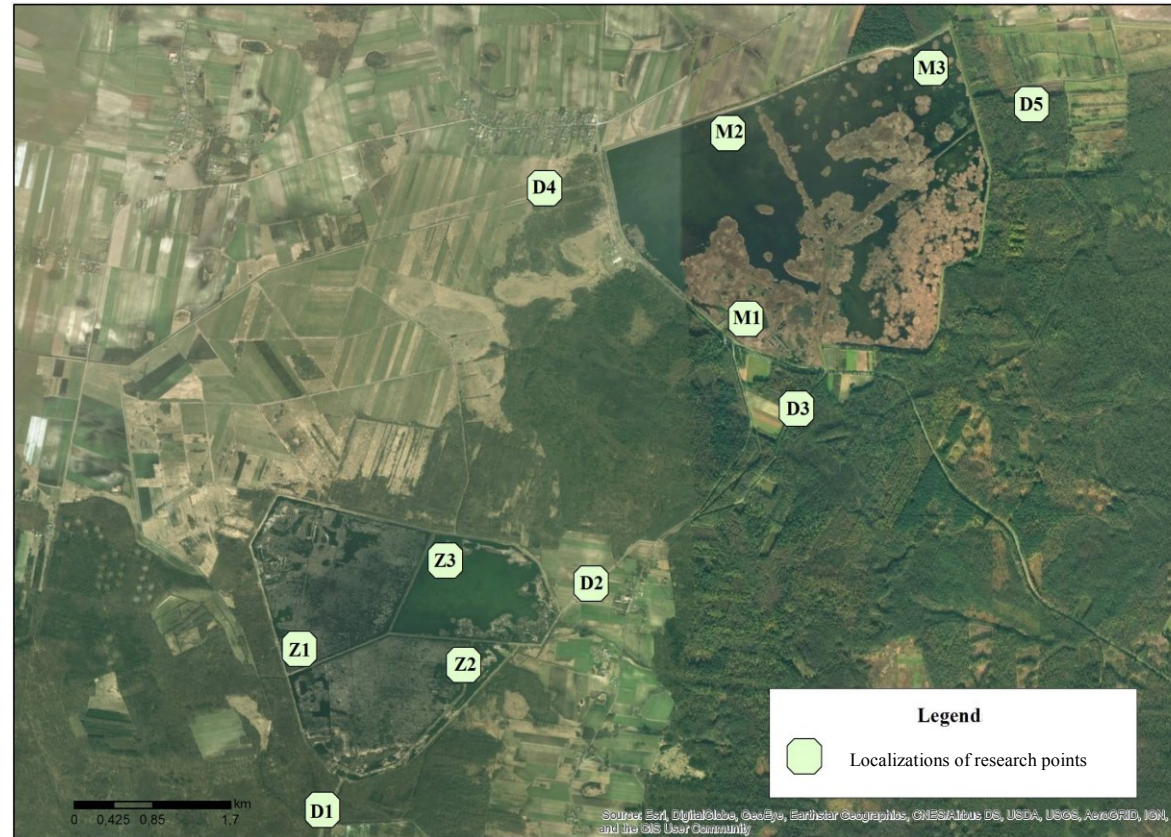 M3
D5
M2
D4
M1
D3
Z3
D2
Z1
Z2
D1
Legend
Localizations of research points
km
0 0,425 0,85 1,7
Source: Esri, DigitalGlobe, GeoEye, Earthstar Geographics, CNES/Airbus DS, USDA, USGS, AeroGRID, IGN,
and the GIS User Community